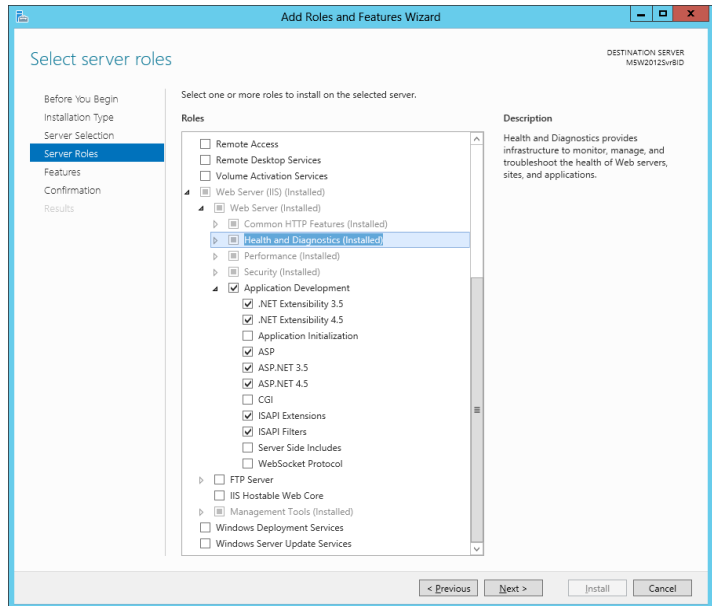 Add Roles and Features Wizard
Select server roles
DESTINATION SERVER
M5W2012SvrBID
Before You Begin
Installation Type
Server Selection
Server Roles
Features
Confirmation
Results
Select one or more roles to install on the selected server.
Roles
Remote Access
Remote Desktop Services
Volume Activation Services
Web Server (IIS) (Installed)
Web Server (Installed)
Common HTTP Features (Installed)
Health and Diagnostics (Installed)
Performance (Installed)
Security (Installed)
Application Development
.NET Extensibility 3.5
.NET Extensibility 4.5
Application Initialization
ASP
ASP.NET 3.5
ASP.NET 4.5
CGI
ISAPI Extensions
ISAPI Filters
Server Side Includes
WebSocket Protocol
FTP Server
IIS Hostable Web Core
Management Tools (Installed)
Windows Deployment Services
Windows Server Update Services
Description
Health and Diagnostics provides
infrastructure to monitor, manage, and
troubleshoot the health of Web servers,
sites, and applications.
< Previous
Next >
Install
Cancel